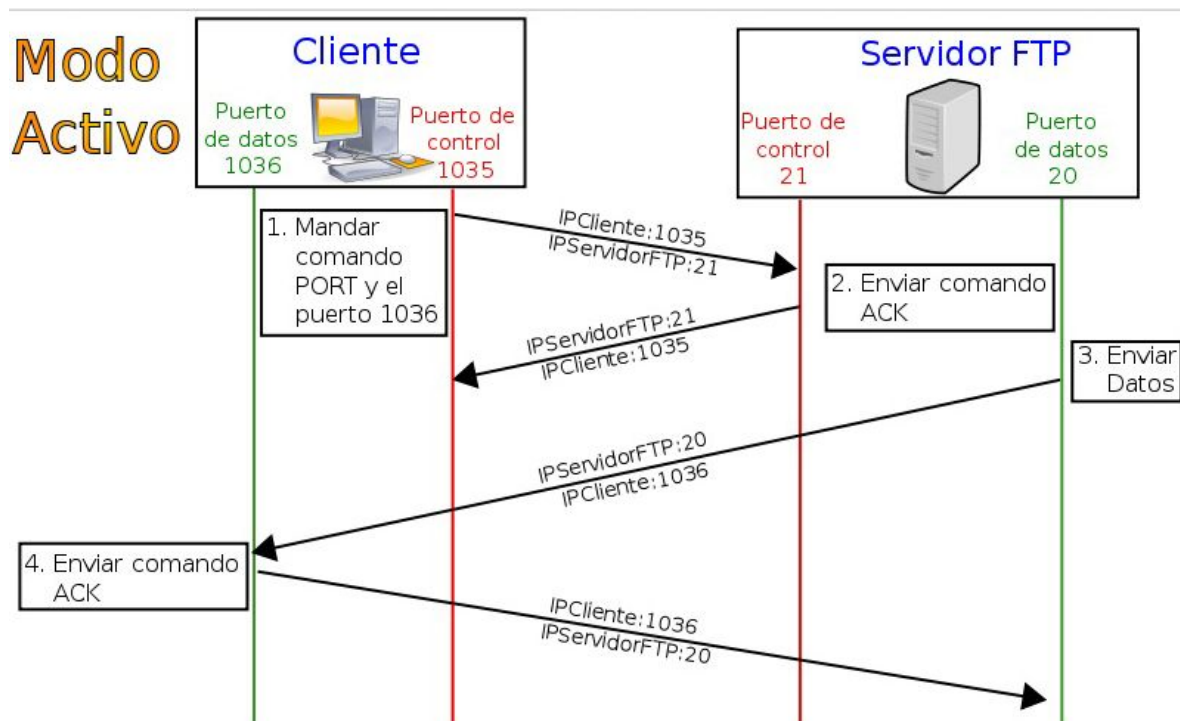 Modo
Activo
Cliente
Puerto
de datos
1036
Puerto de
control
1035
Servidor FTP
Puerto de
control
21
Puerto
de datos
20
1. Mandar
comando
PORT y el
puerto 1036
IPCliente:1035
IPServidorFTP:21
2. Enviar comando
ACK
IPServidorFTP:21
IPCliente:1035
3. Enviar
Datos
IPServidorFTP:20
IPCliente:1036
4. Enviar comando
ACK
IPCliente:1036
IPServidorFTP:20